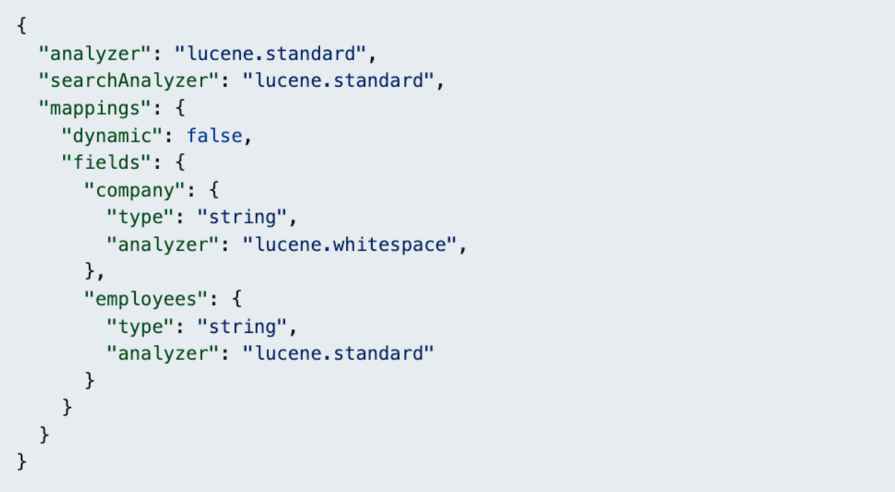 {
  "analyzer": "lucene.standard",
  "searchAnalyzer": "lucene.standard",
  "mappings": {
    "dynamic": false,
    "fields": {
      "company": {
        "type": "string",
        "analyzer": "lucene.whitespace",
      },
      "employees": {
        "type": "string",
        "analyzer": "lucene.standard"
      }
    }
  }
}